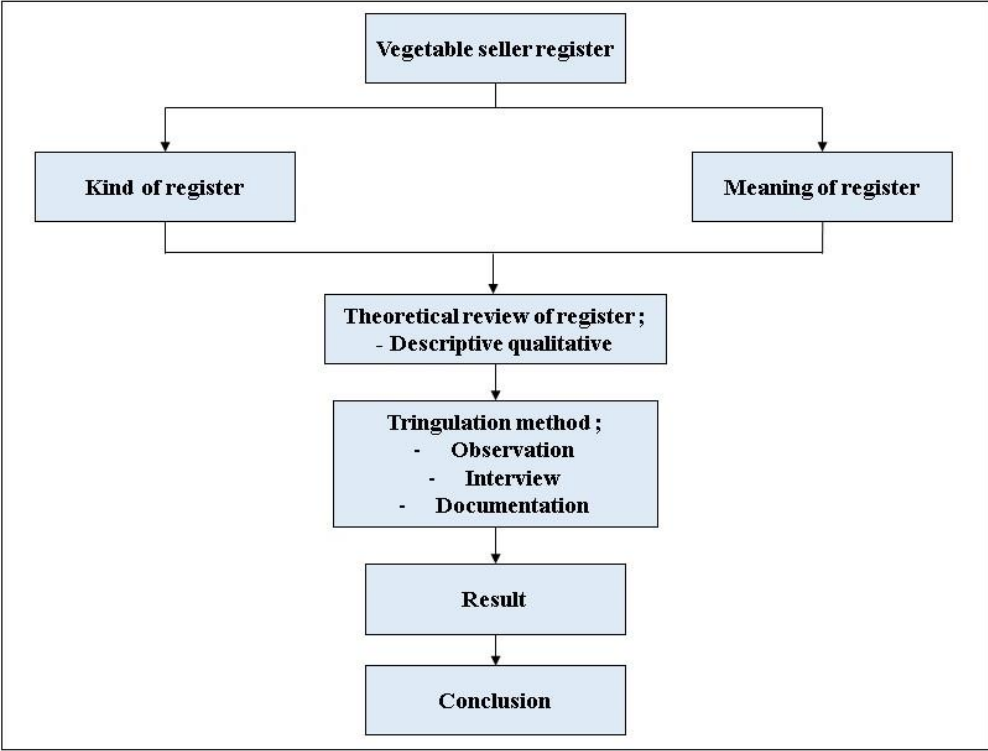 Vegetable seller register
Kind of register
Meaning of register
Theoretical review of register ;
- Descriptive qualitative
Tringulation method ;
- Observation
- Interview
- Documentation
Result
Conclusion